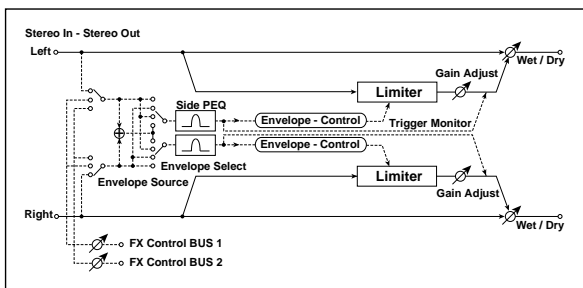 Stereo In - Stereo Out
Left
Wet / Dry
Gain Adjust
Limiter
Side PEQ
Envelope - Control
Trigger Monitor
Envelope - Control
Envelope Select
Envelope Source
Limiter
Gain Adjust
Right
Wet / Dry
FX Control BUS 1
FX Control BUS 2